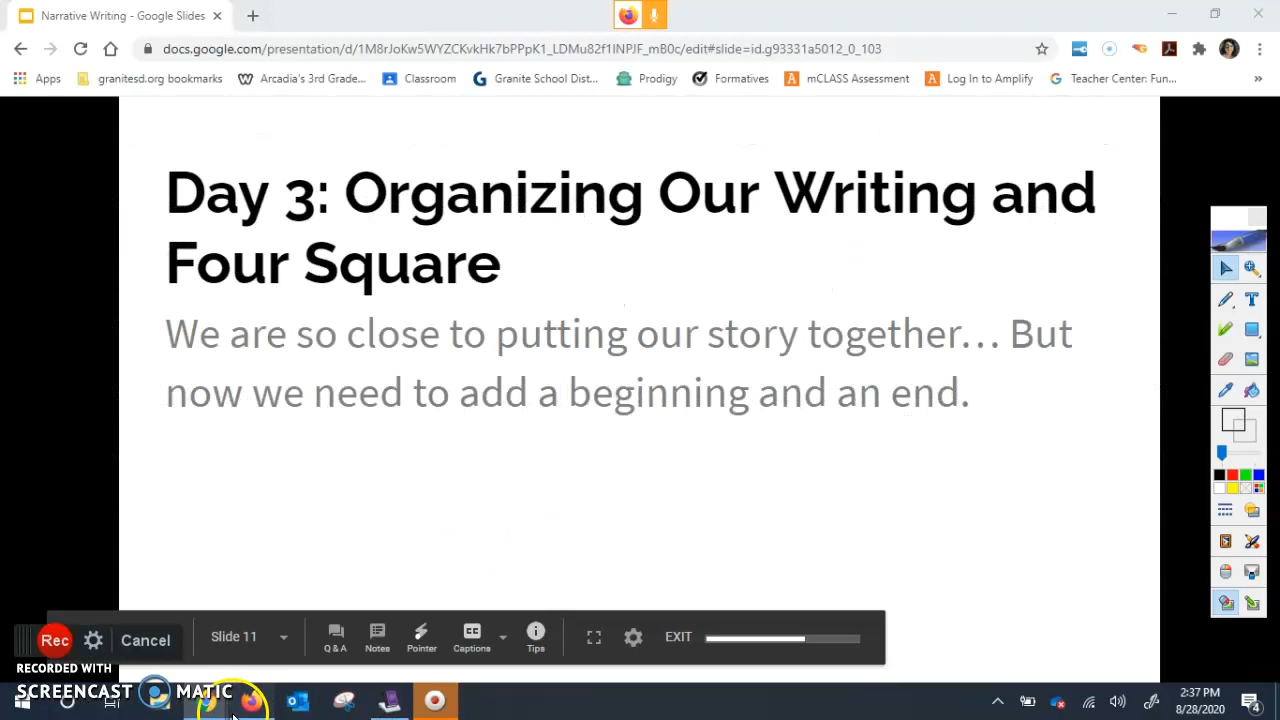 Narrative Writing - Google Slides
docs.google.com/presentation/d/1M8rJoKw5WYZCKvkHk7bPPpK1_LDMu82f1INPJF_mB0c/edit#slide=id.g93331a5012_0_103
Apps granitesd.org bookmarks Arcadia's 3rd Grade... Classroom Granite School Dist... Prodigy Formatives mCLASS Assessment Log In to Amplify Teacher Center: Fun... »
Day 3: Organizing Our Writing and
Four Square
We are so close to putting our story together... But
now we need to add a beginning and an end.
Rec Cancel Slide 11 Q & A Notes Pointer Captions Tips EXIT
RECORDED WITH
SCREENCAST MATIC
2:37 PM
8/28/2020
4